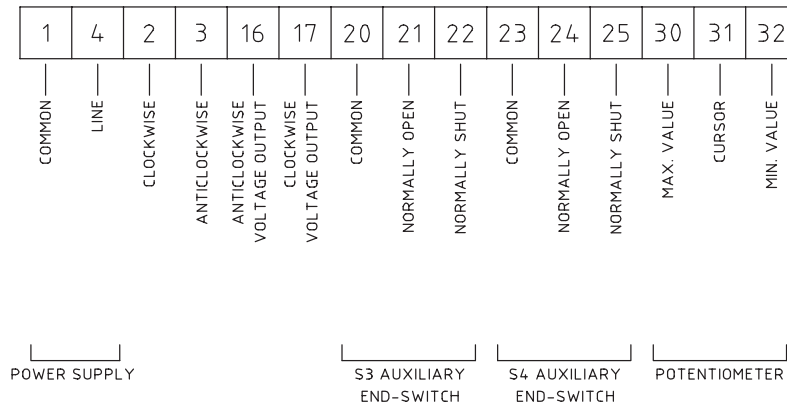 1 4 2 3 16 17 20 21 22 23 24 25 30 31 32
COMMON
LINE
CLOCKWISE
ANTICLOCKWISE
ANTICLOCKWISE
VOLTAGE OUTPUT
CLOCKWISE
VOLTAGE OUTPUT
COMMON
NORMALLY OPEN
NORMALLY SHUT
COMMON
NORMALLY OPEN
NORMALLY SHUT
MAX. VALUE
CURSOR
MIN. VALUE
POWER SUPPLY
S3 AUXILIARY
END-SWITCH
S4 AUXILIARY
END-SWITCH
POTENTIOMETER